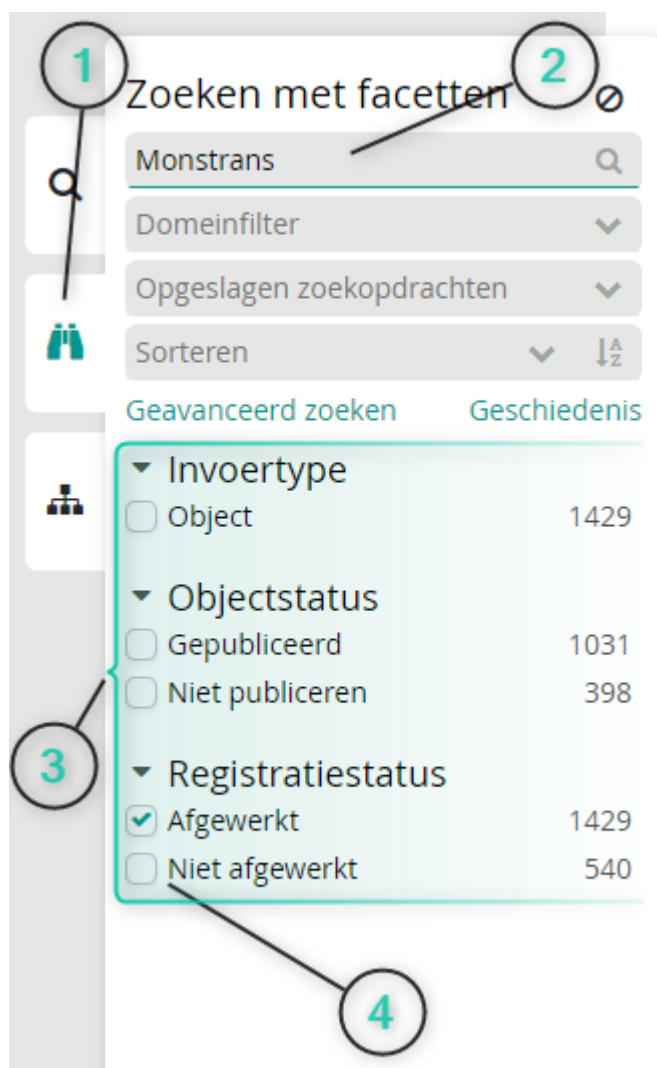 1
2
Zoeken met facetten
Monstrans
Domeinfilter
Opgeslagen zoekopdrachten
Sorteren A Z
Geavanceerd zoeken Geschiedenis
Invoertype
Object 1429
Objectstatus
Gepubliceerd 1031
Niet publiceren 398
3
Registratiestatus
Afgewerkt 1429
Niet afgewerkt 540
4